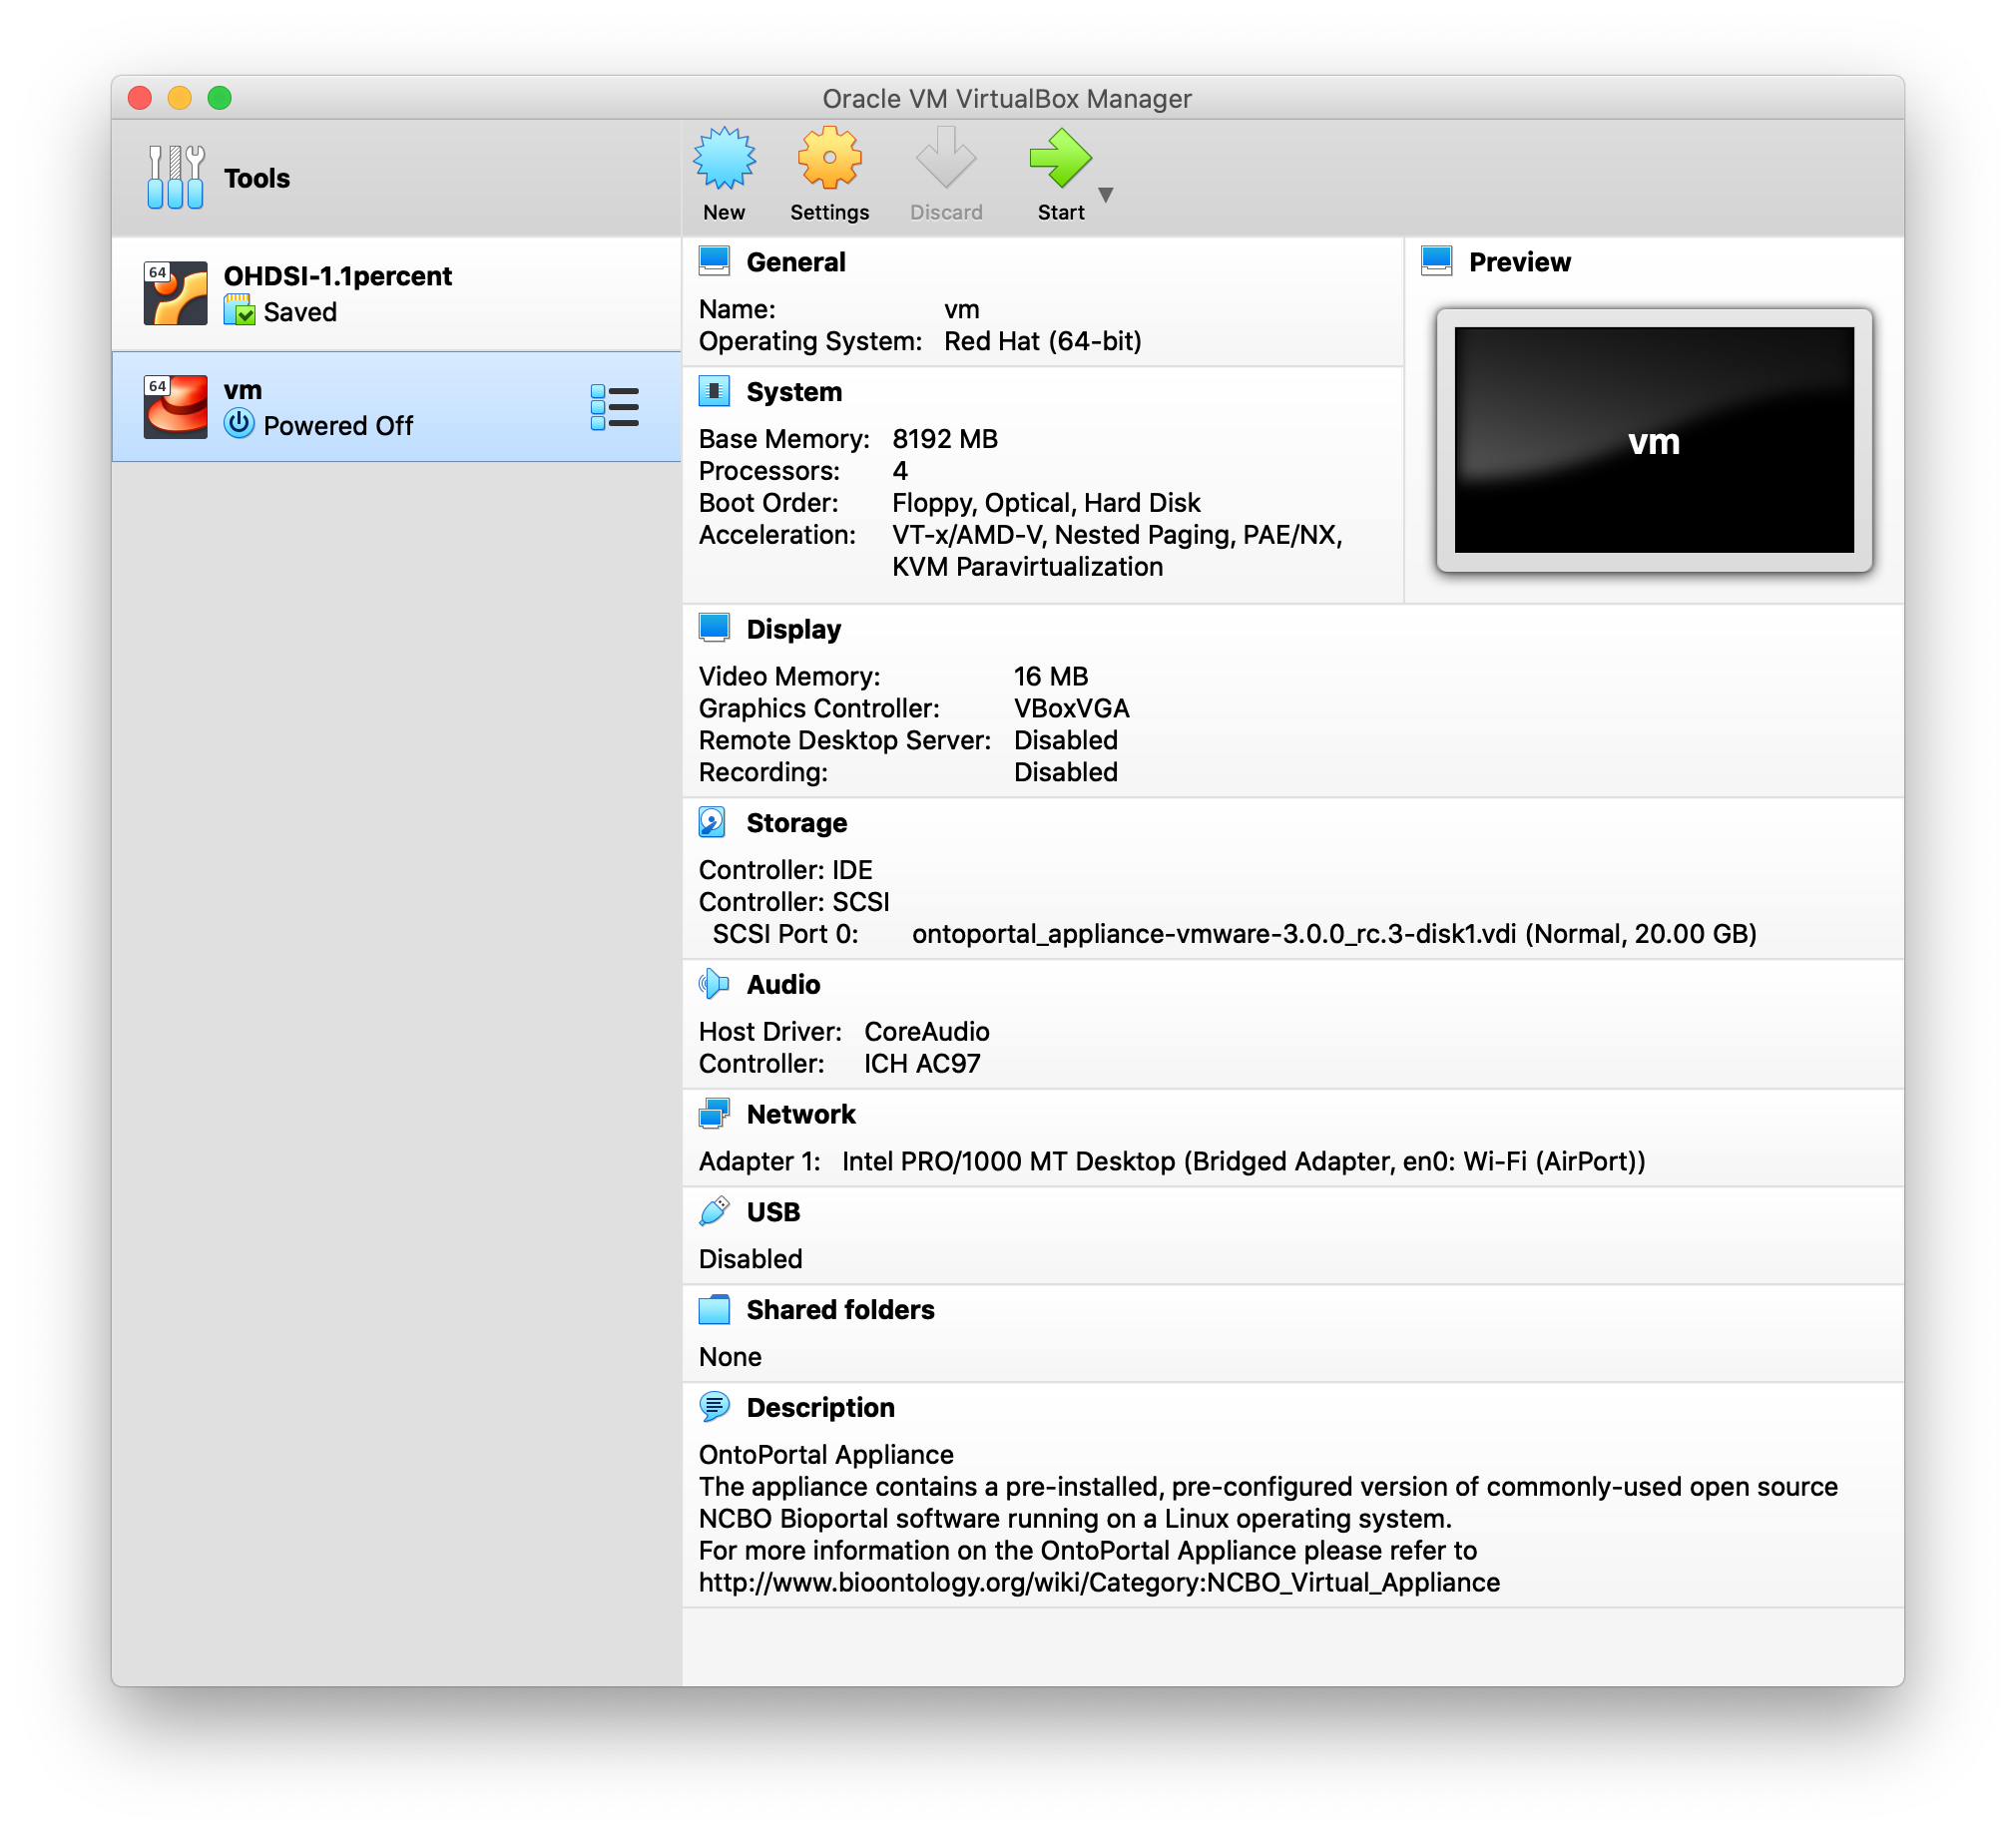 Oracle VM VirtualBox Manager
Tools
New
Settings
Discard
Start
64
OHDSI-1.1percent
Saved
64
vm
Powered Off
General
Name: vm
Operating System: Red Hat (64-bit)
Preview
vm
System
Base Memory: 8192 MB
Processors: 4
Boot Order: Floppy, Optical, Hard Disk
Acceleration: VT-x/AMD-V, Nested Paging, PAE/NX,
KVM Paravirtualization
Display
Video Memory: 16 MB
Graphics Controller: VBoxVGA
Remote Desktop Server: Disabled
Recording: Disabled
Storage
Controller: IDE
Controller: SCSI
SCSI Port 0: ontoportal_appliance-vmware-3.0.0_rc.3-disk1.vdi (Normal, 20.00 GB)
Audio
Host Driver: CoreAudio
Controller: ICH AC97
Network
Adapter 1: Intel PRO/1000 MT Desktop (Bridged Adapter, en0: Wi-Fi (AirPort))
USB
Disabled
Shared folders
None
Description
OntoPortal Appliance
The appliance contains a pre-installed, pre-configured version of commonly-used open source
NCBO Bioportal software running on a Linux operating system.
For more information on the OntoPortal Appliance please refer to
http://www.bioontology.org/wiki/Category:NCBO_Virtual_Appliance